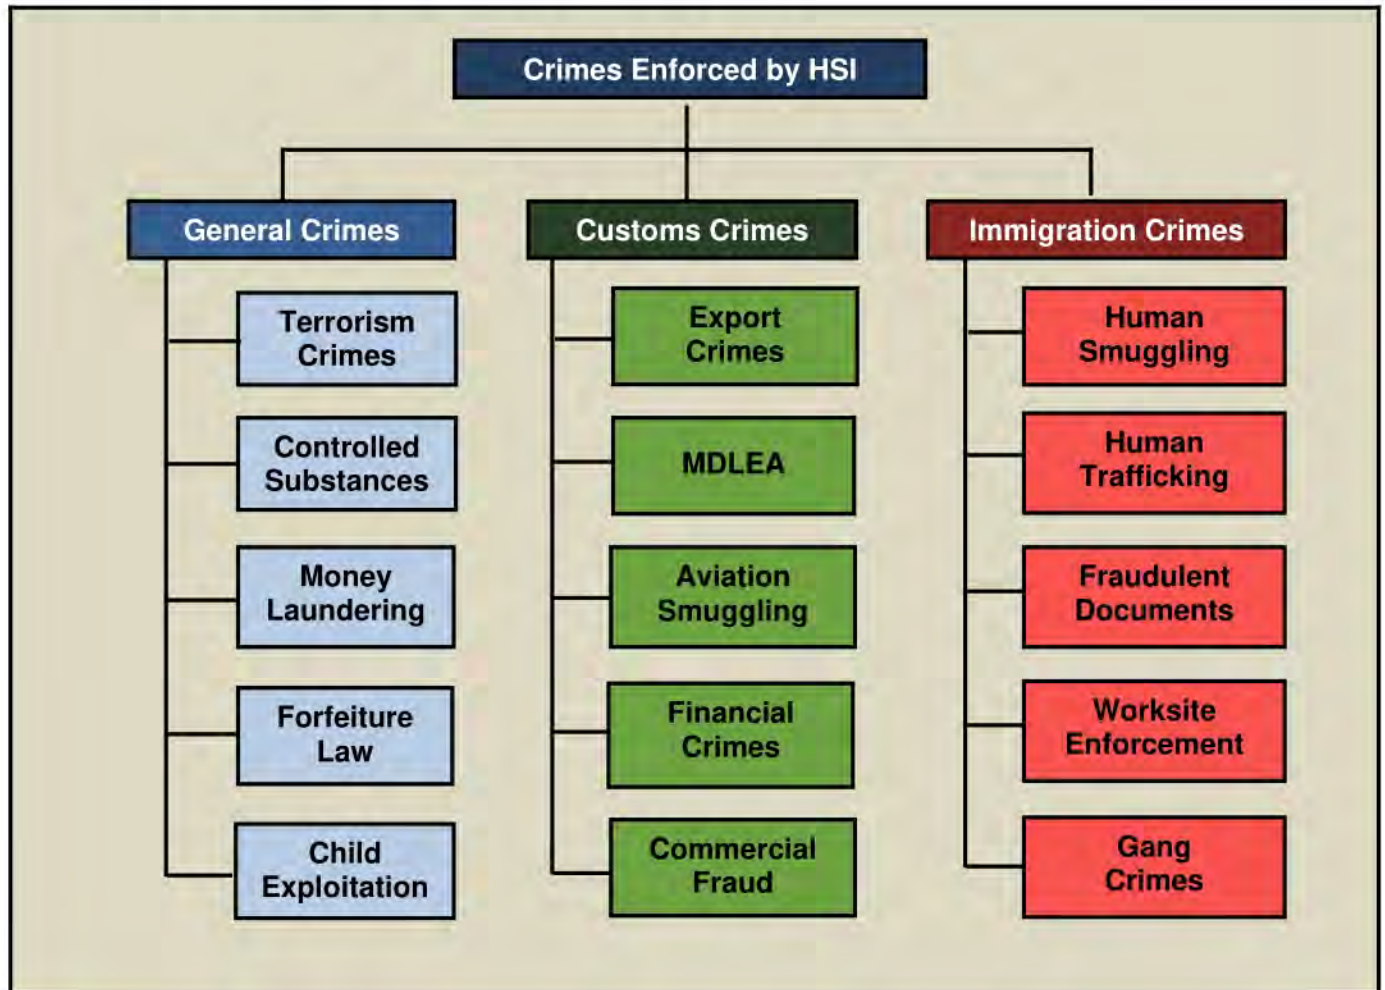 Crimes Enforced by HSI
General Crimes
Terrorism
Crimes
Controlled
Substances
Money
Laundering
Forfeiture
Law
Child
Exploitation
Customs Crimes
Export
Crimes
MDLEA
Aviation
Smuggling
Financial
Crimes
Commercial
Fraud
Immigration Crimes
Human
Smuggling
Human
Trafficking
Fraudulent
Documents
Worksite
Enforcement
Gang
Crimes